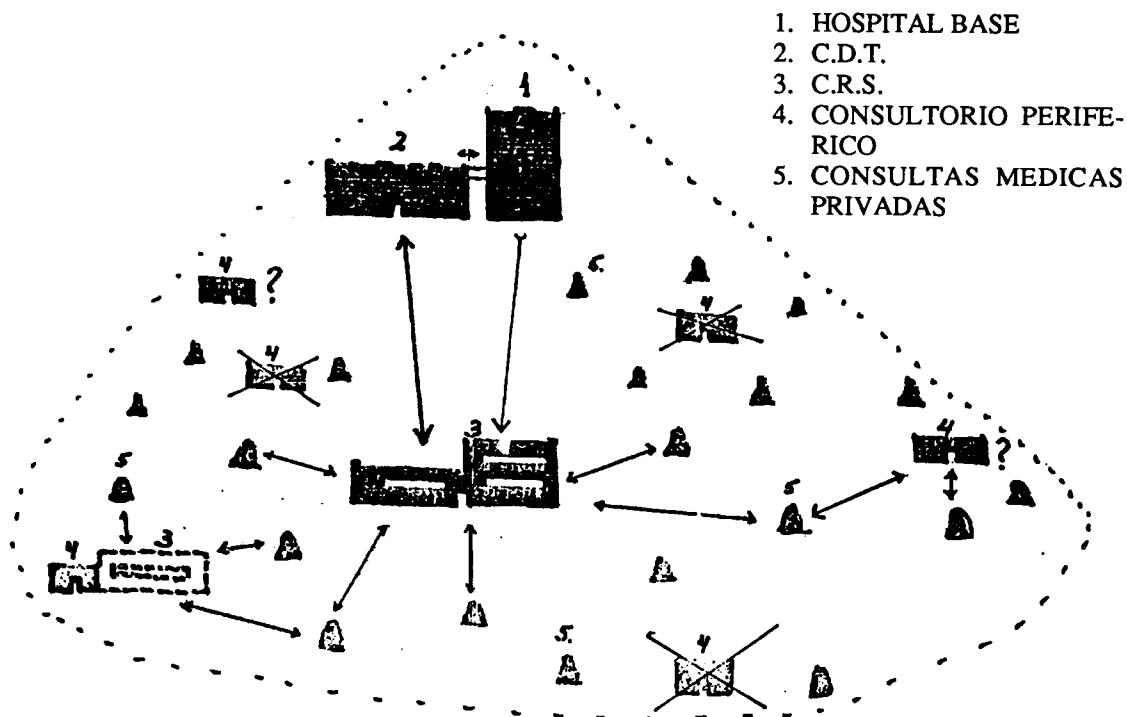 1. HOSPITAL BASE
2. C.D.T.
3. C.R.S.
4. CONSULTORIO PERIFE-
RICO
5. CONSULTAS MEDICAS
PRIVADAS
1
2
4 ?
5.
4
4
3
4 ?
5
5
4
3
5.
4